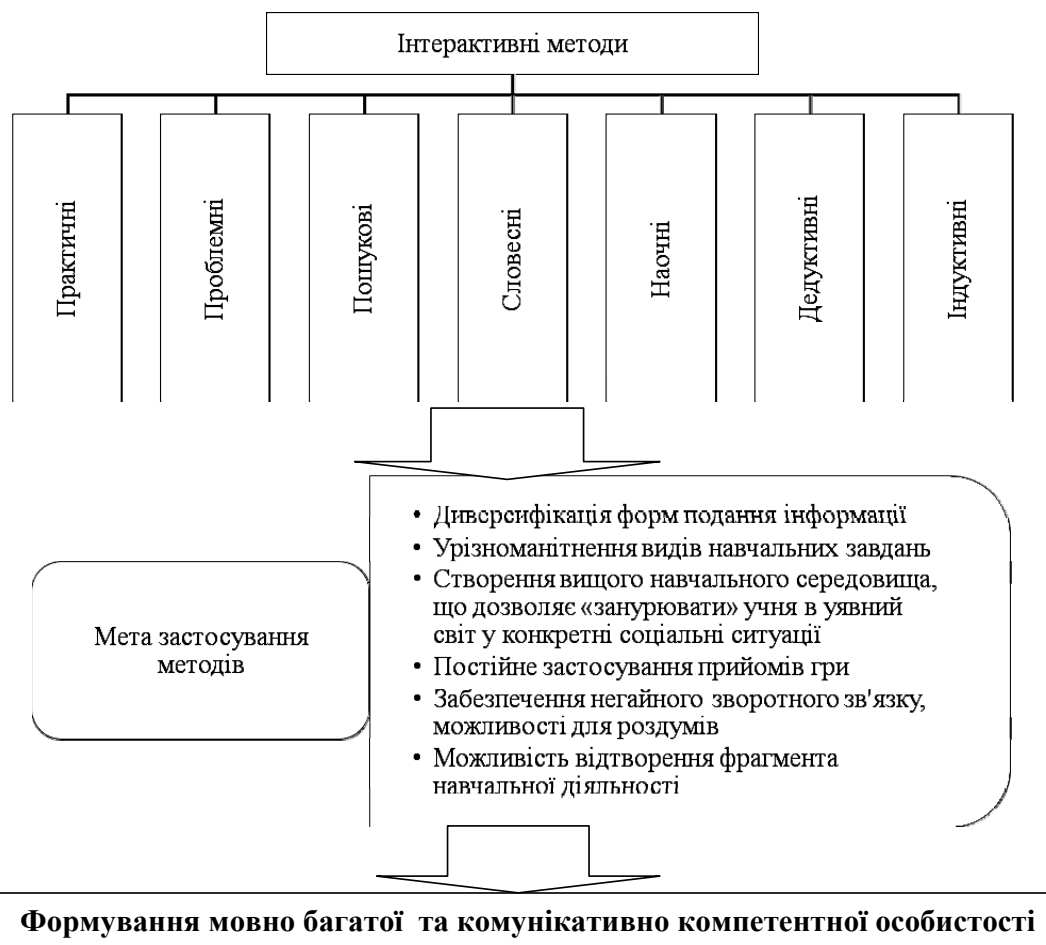 Інтерактивні методи
Практичні
Проблемні
Пошукові
Словесні
Наочні
Дедуктивні
Індуктивні
• Диверсифікація форм подання інформації
• Урізноманітнення видів навчальних завдань
• Створення вищого навчального середовища,
що дозволяє «занурювати» учня в уявний
світ у конкретні соціальні ситуації
• Постійне застосування прийомів гри
• Забезпечення негайного зворотного зв'язку,
можливості для роздумів
• Можливість відтворення фрагмента
навчальної діяльності
Мета застосування
методів
Формування мовно багатої та комунікативно компетентної особистості